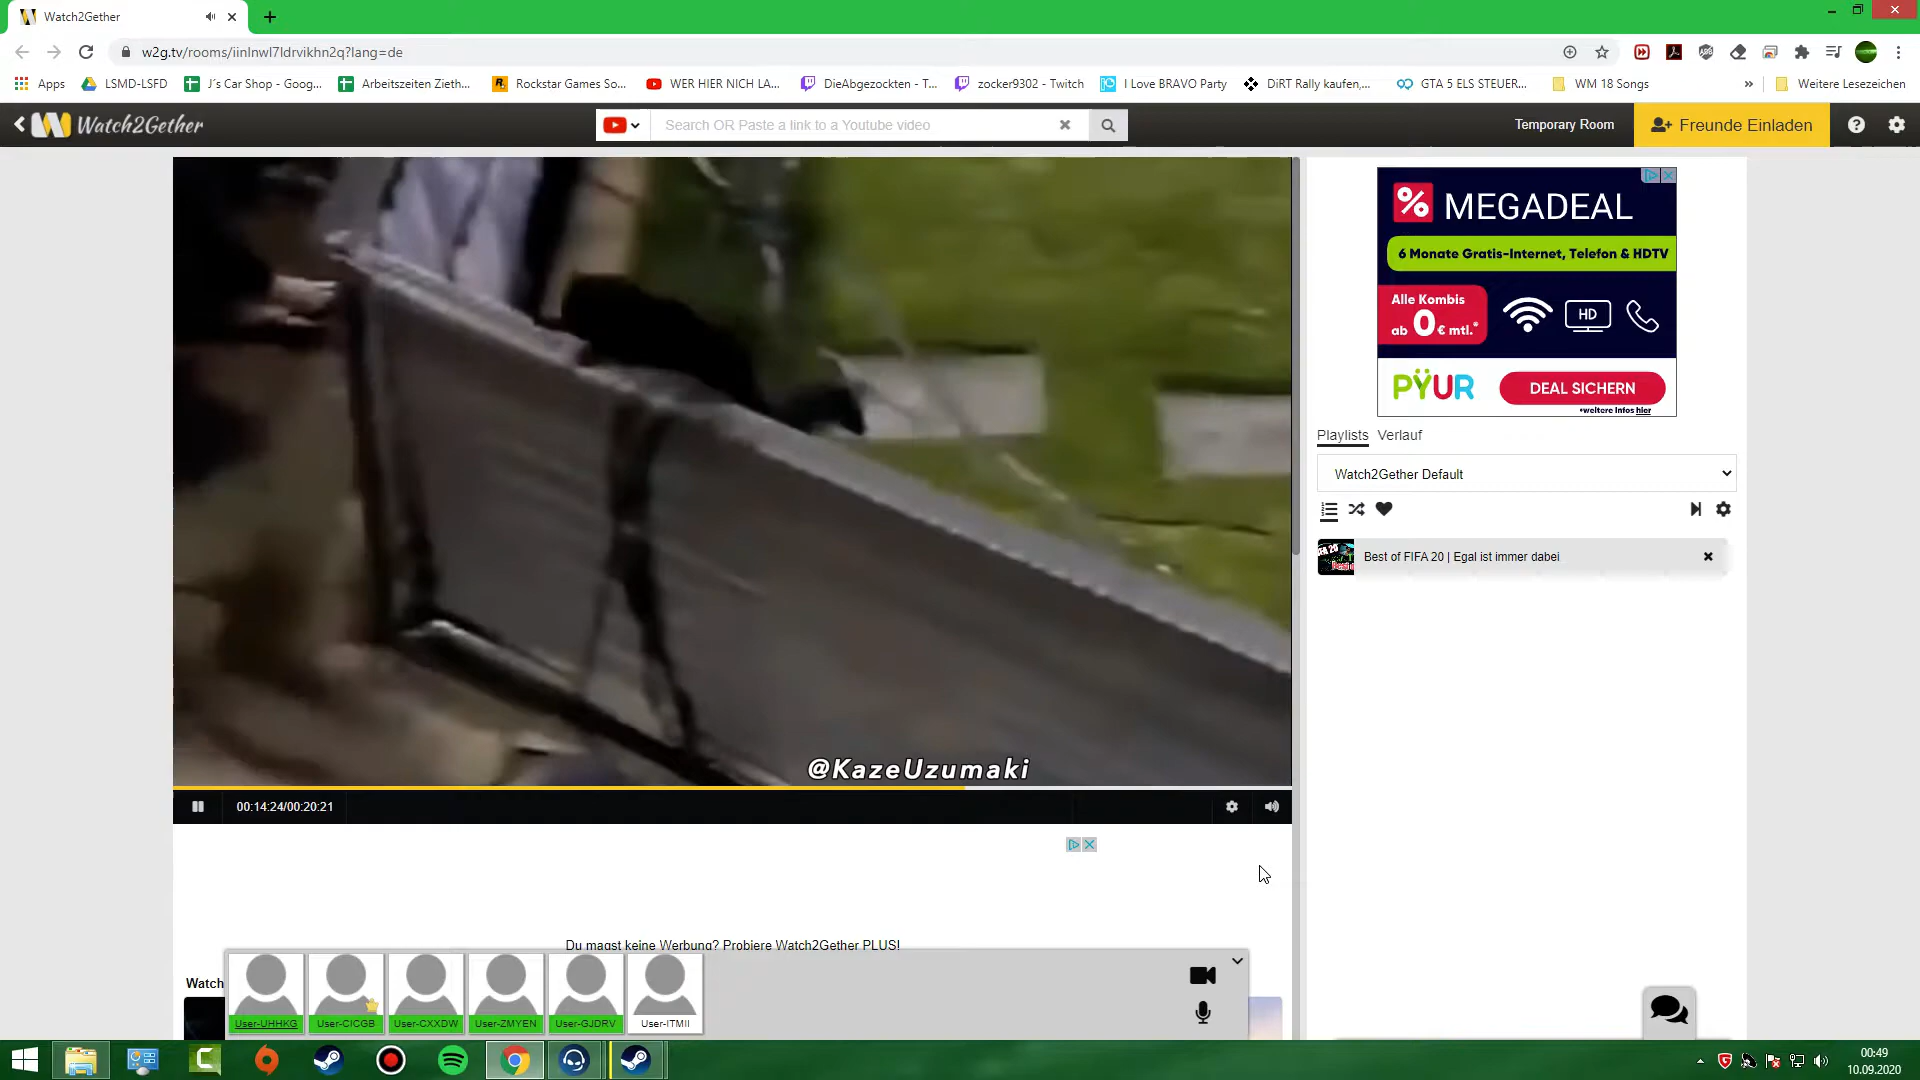 Watch2Gether
w2g.tv/rooms/iinlnwl7ldrvikhn2q?lang=de
Apps
LSMD-LSFD
J´s Car Shop - Goog...
Arbeitszeiten Zieth...
Rockstar Games So...
WER HIER NICH LA...
DieAbgezockten - T...
zocker9302 - Twitch
I Love BRAVO Party
DiRT Rally kaufen,...
GTA 5 ELS STEUER...
WM 18 Songs
»
Weitere Lesezeichen
Watch2Gether
Search OR Paste a link to a Youtube video
Temporary Room
Freunde Einladen
% MEGADEAL
6 Monate Gratis-Internet, Telefon & HDTV
Alle Kombis
ab 0 € mtl.*
HD
PŸUR
DEAL SICHERN
*weitere Infos hier
Playlists Verlauf
Watch2Gether Default
Best of FIFA 20 | Egal ist immer dabei
@KazeUzumaki
00:14:24/00:20:21
Du magst keine Werbung? Probiere Watch2Gether PLUS!
Watch
User-UHHKG
User-CICGB
User-CXXDW
User-ZMYEN
User-GJDRV
User-ITMII
00:49
10.09.2020